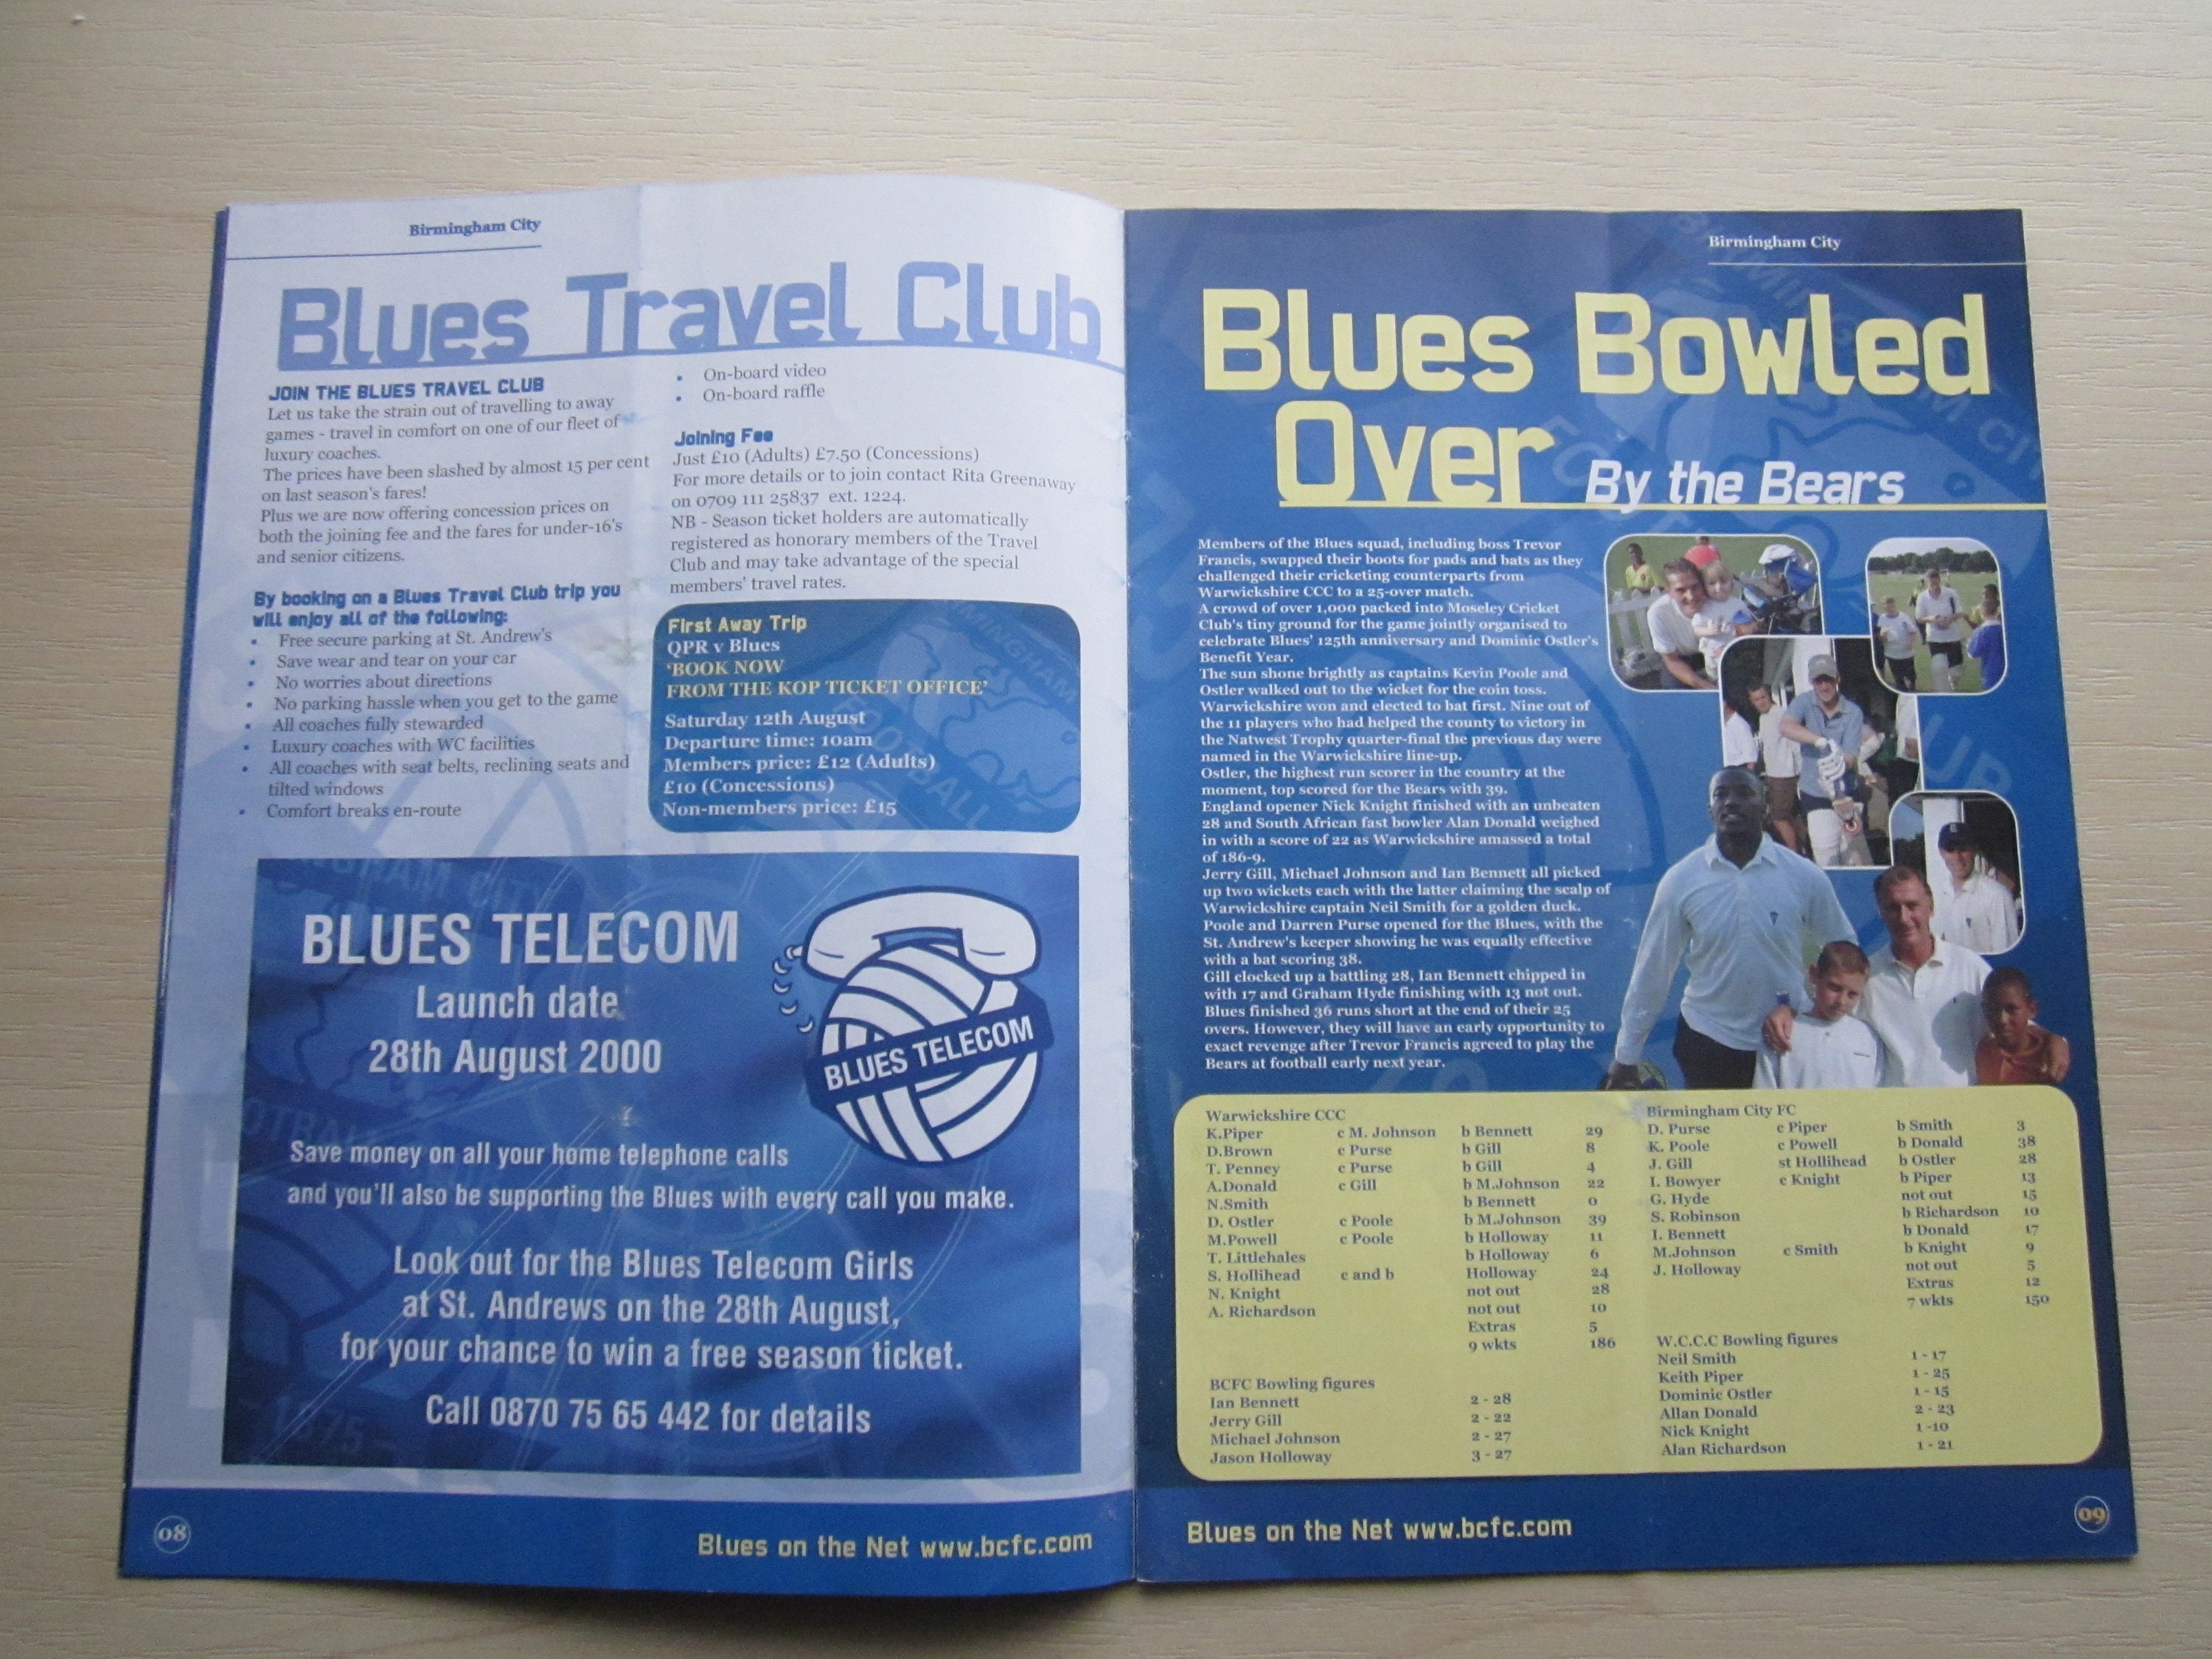 Birmingham City
Blues Travel Club
JOIN THE BLUES TRAVEL CLUB
Let us take the strain out of travelling to away
games - travel in comfort on one of our fleet of
luxury coaches.
The prices have been slashed by almost 15 per cent
on last season's fares!
Plus we are now offering concession prices on
both the joining fee and the fares for under-16's
and senior citizens.
By booking on a Blues Travel Club trip you
will enjoy all of the following:
• Free secure parking at St. Andrew's
• Save wear and tear on your car
• No worries about directions
• No parking hassle when you get to the game
• All coaches fully stewarded
• Luxury coaches with WC facilities
• All coaches with seat belts, reclining seats and
tilted windows
• Comfort breaks en-route
• On-board video
• On-board raffle
Joining Fee
Just £10 (Adults) £7.50 (Concessions)
For more details or to join contact Rita Greenaway
on 0709 111 25837 ext. 1224.
NB - Season ticket holders are automatically
registered as honorary members of the Travel
Club and may take advantage of the special
members' travel rates.
First Away Trip
QPR v Blues
'BOOK NOW
FROM THE KOP TICKET OFFICE'
Saturday 12th August
Departure time: 10am
Members price: £12 (Adults)
£10 (Concessions)
Non-members price: £15
BLUES TELECOM
Launch date
28th August 2000
BLUES TELECOM
Save money on all your home telephone calls
and you'll also be supporting the Blues with every call you make.
Look out for the Blues Telecom Girls
at St. Andrews on the 28th August,
for your chance to win a free season ticket.
Call 0870 75 65 442 for details
08
Blues on the Net www.bcfc.com
Birmingham City
Blues Bowled
Over By the Bears
Members of the Blues squad, including boss Trevor
Francis, swapped their boots for pads and bats as they
challenged their cricketing counterparts from
Warwickshire CCC to a 25-over match.
A crowd of over 1,000 packed into Moseley Cricket
Club's tiny ground for the game jointly organised to
celebrate Blues' 125th anniversary and Dominic Ostler's
Benefit Year.
The sun shone brightly as captains Kevin Poole and
Ostler walked out to the wicket for the coin toss.
Warwickshire won and elected to bat first. Nine out of
the 11 players who had helped the county to victory in
the Natwest Trophy quarter-final the previous day were
named in the Warwickshire line-up.
Ostler, the highest run scorer in the country at the
moment, top scored for the Bears with 39.
England opener Nick Knight finished with an unbeaten
28 and South African fast bowler Alan Donald weighed
in with a score of 22 as Warwickshire amassed a total
of 186-9.
Jerry Gill, Michael Johnson and Ian Bennett all picked
up two wickets each with the latter claiming the scalp of
Warwickshire captain Neil Smith for a golden duck.
Poole and Darren Purse opened for the Blues, with the
St. Andrew's keeper showing he was equally effective
with a bat scoring 38.
Gill clocked up a battling 28, Ian Bennett chipped in
with 17 and Graham Hyde finishing with 13 not out.
Blues finished 36 runs short at the end of their 25
overs. However, they will have an early opportunity to
exact revenge after Trevor Francis agreed to play the
Bears at football early next year.
Warwickshire CCC
K.Piper c M. Johnson b Bennett 29
D.Brown c Purse b Gill 8
T. Penney c Purse b Gill 4
A.Donald c Gill b M.Johnson 22
N.Smith b Bennett 0
D. Ostler c Poole b M.Johnson 39
M.Powell c Poole b Holloway 11
T. Littlehales b Holloway 6
S. Hollihead c and b Holloway 24
N. Knight not out 28
A. Richardson not out 10
Extras 5
9 wkts 186
BCFC Bowling figures
Ian Bennett 2 - 28
Jerry Gill 2 - 22
Michael Johnson 2 - 27
Jason Holloway 3 - 27
Birmingham City FC
D. Purse c Piper b Smith 3
K. Poole c Powell b Donald 38
J. Gill st Hollihead b Ostler 28
I. Bowyer c Knight b Piper 13
G. Hyde not out 15
S. Robinson b Richardson 10
I. Bennett b Donald 17
M.Johnson c Smith b Knight 9
J. Holloway not out 5
Extras 12
7 wkts 150
W.C.C.C Bowling figures
Neil Smith 1 - 17
Keith Piper 1 - 25
Dominic Ostler 1 - 15
Allan Donald 2 - 23
Nick Knight 1 -10
Alan Richardson 1 - 21
Blues on the Net www.bcfc.com
09